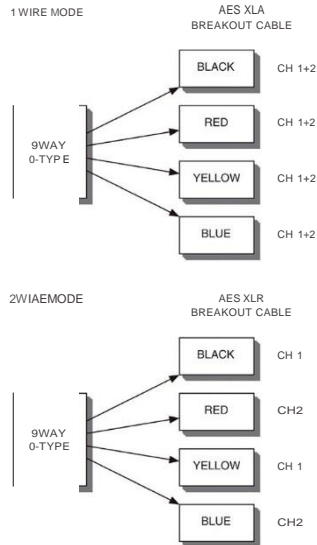 1 WIRE MODE
AES XLA
BREAKOUT CABLE
BLACK
CH 1+2
RED
CH 1+2
9WAY
0-TYPE
YELLOW
CH 1+2
BLUE
CH 1+2
2WIAEMODE
AES XLR
BREAKOUT CABLE
BLACK
CH 1
RED
CH2
9WAY
0-TYPE
YELLOW
CH 1
BLUE
CH2